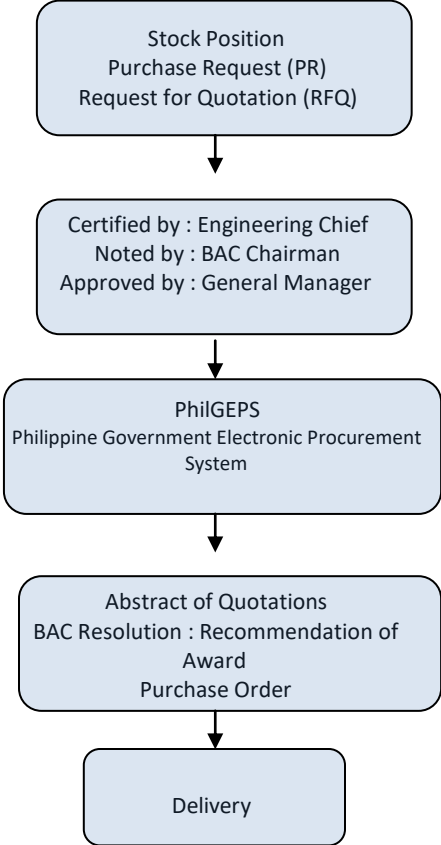 Stock Position
Purchase Request (PR)
Request for Quotation (RFQ)
Certified by : Engineering Chief
Noted by : BAC Chairman
Approved by : General Manager
PhilGEPS
Philippine Government Electronic Procurement
System
Abstract of Quotations
BAC Resolution : Recommendation of
Award
Purchase Order
Delivery